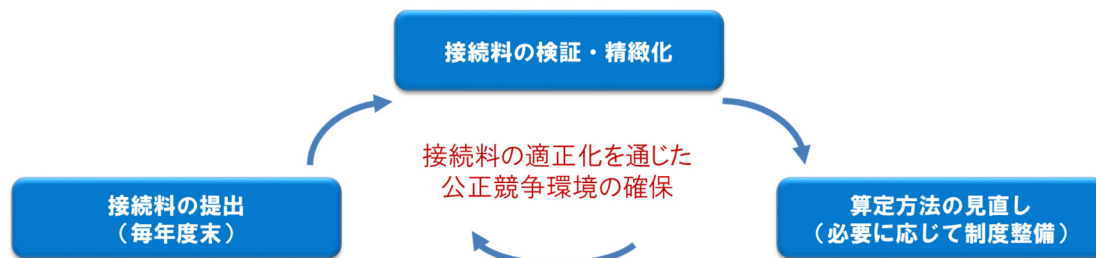 接続料の検証・精緻化
接続料の適正化を通じた
公正競争環境の確保
接続料の提出
（毎年度末）
算定方法の見直し
（必要に応じて制度整備）